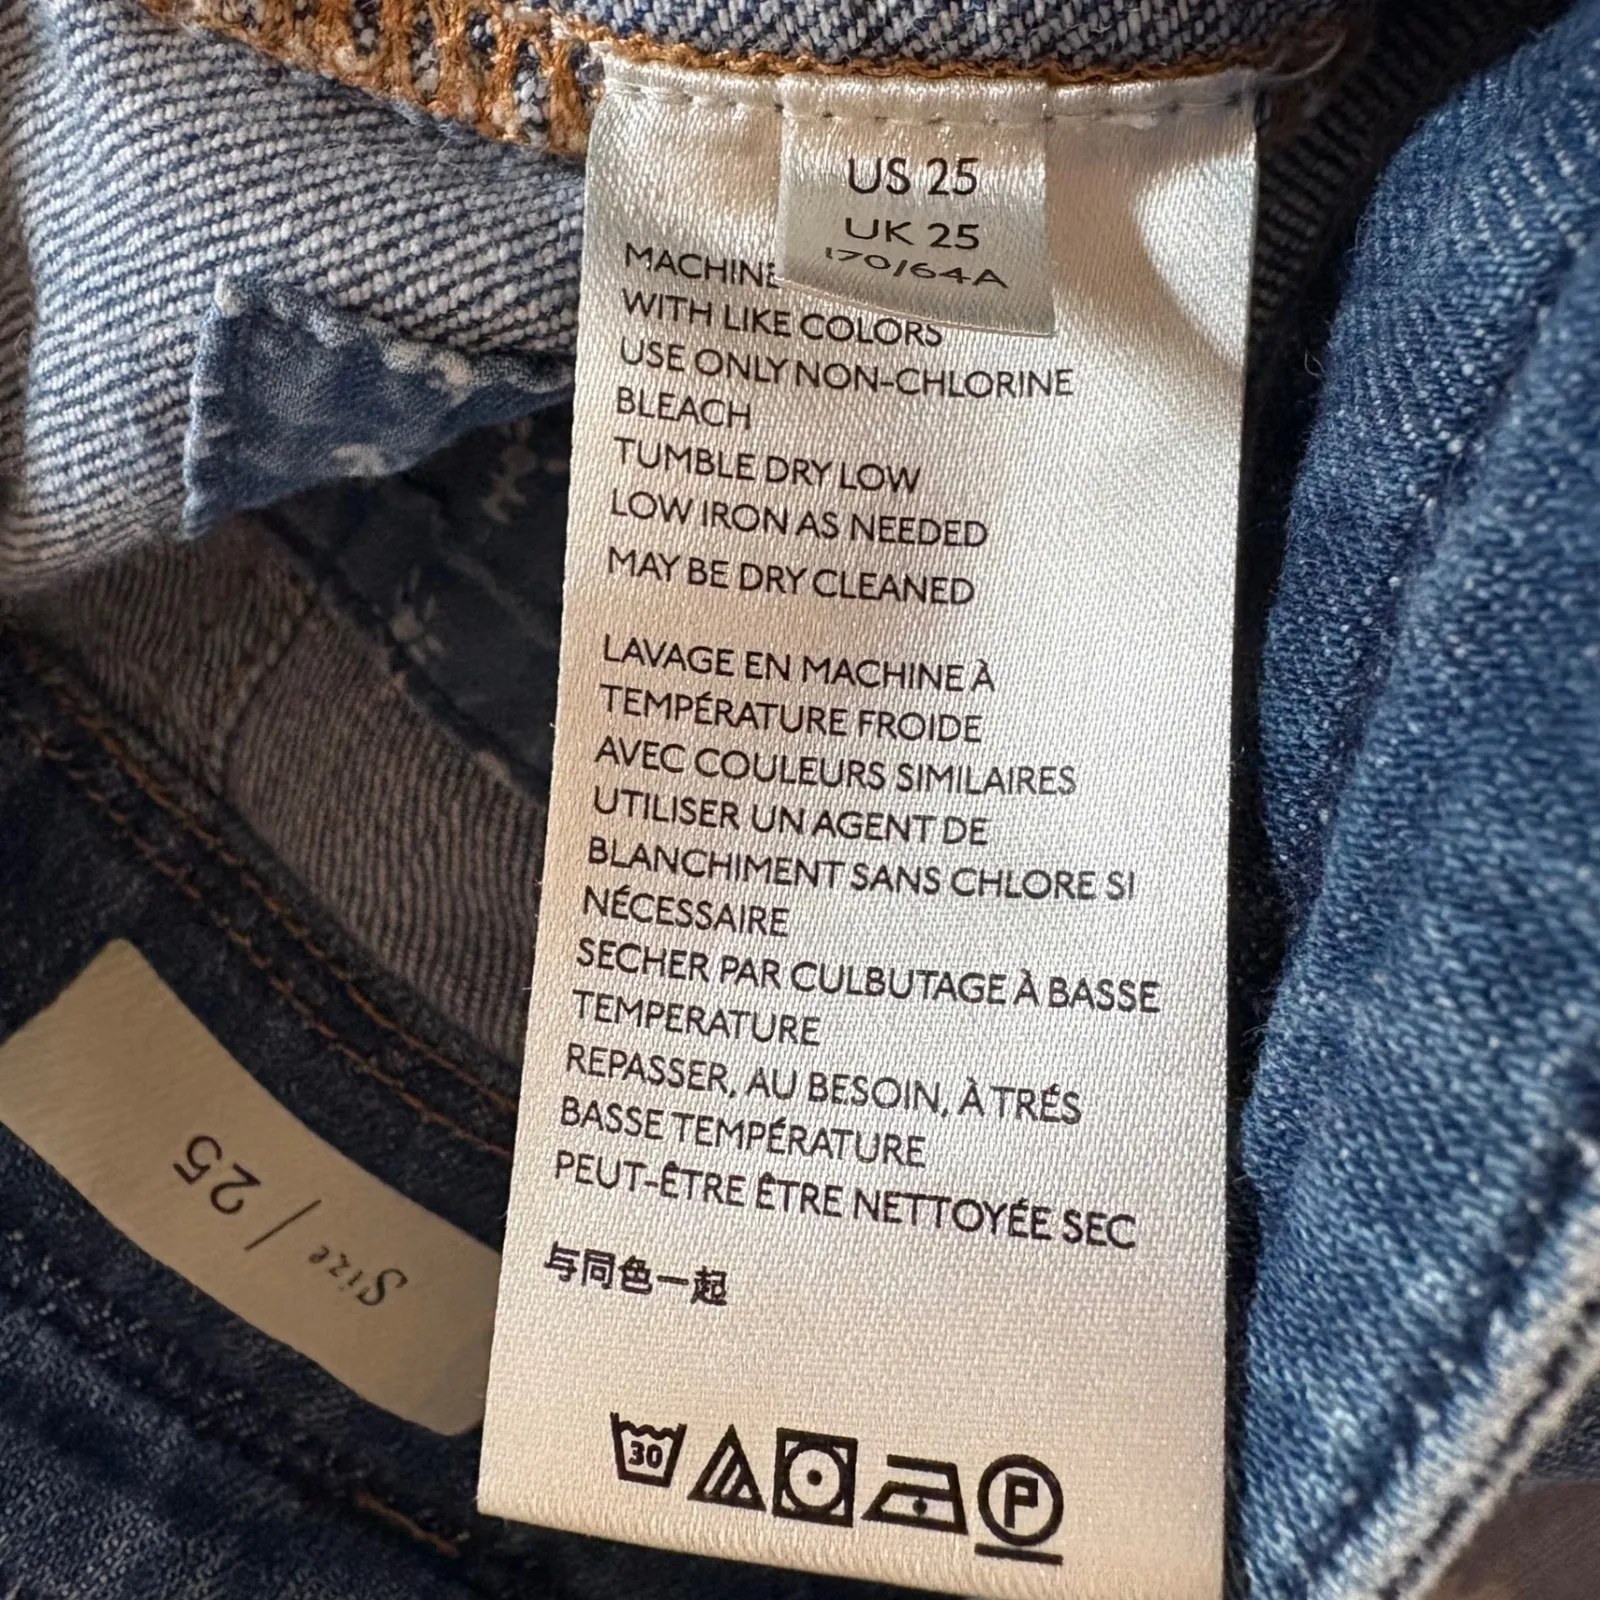 US 25
UK 25
170/64A
MACHINE
WITH LIKE COLORS
USE ONLY NON-CHLORINE
BLEACH
TUMBLE DRY LOW
LOW IRON AS NEEDED
MAY BE DRY CLEANED
LAVAGE EN MACHINE À
TEMPÉRATURE FROIDE
AVEC COULEURS SIMILAIRES
UTILISER UN AGENT DE
BLANCHIMENT SANS CHLORE SI
NÉCESSAIRE
SECHER PAR CULBUTAGE À BASSE
TEMPERATURE
REPASSER, AU BESOIN, À TRÉS
BASSE TEMPÉRATURE
PEUT-ÊTRE ÊTRE NETTOYÉE SEC
与同色一起
30
P
Size / 25